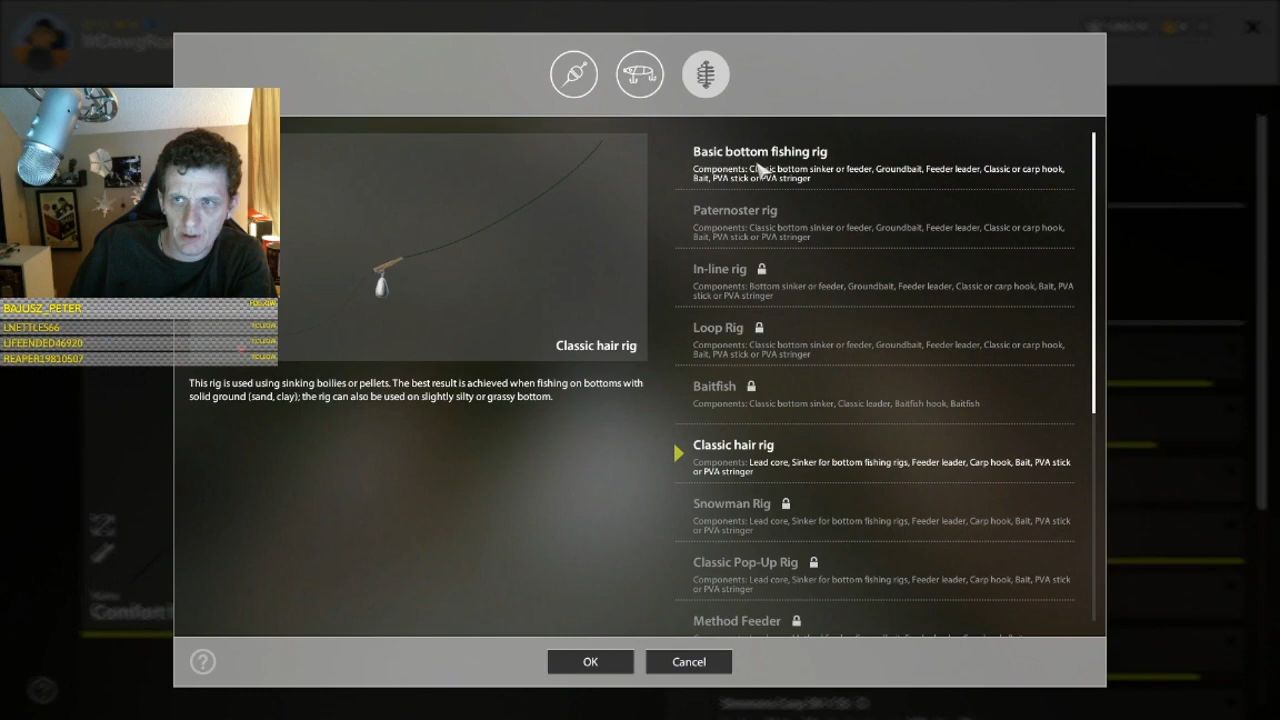 Basic bottom fishing rig
Components: Classic bottom sinker or feeder, Groundbait, Feeder leader, Classic or carp hook,
Bait, PVA stick or PVA stringer
Paternoster rig
Components: Classic bottom sinker or feeder, Groundbait, Feeder leader, Classic or carp hook,
Bait, PVA stick or PVA stringer
In-line rig
Components: Bottom sinker or feeder, Groundbait, Feeder leader, Classic or carp hook, Bait, PVA
stick or PVA stringer
Loop Rig
Components: Classic bottom sinker or feeder, Groundbait, Feeder leader, Classic or carp hook,
Bait, PVA stick or PVA stringer
Baitfish
Components: Classic bottom sinker, Classic leader, Baitfish hook, Baitfish
Classic hair rig
Components: Lead core, Sinker for bottom fishing rigs, Feeder leader, Carp hook, Bait, PVA stick
or PVA stringer
Snowman Rig
Components: Lead core, Sinker for bottom fishing rigs, Feeder leader, Carp hook, Bait, PVA stick
or PVA stringer
Classic Pop-Up Rig
Components: Lead core, Sinker for bottom fishing rigs, Feeder leader, Carp hook, Bait, PVA stick
or PVA stringer
Method Feeder
Classic hair rig
This rig is used using sinking boilies or pellets. The best result is achieved when fishing on bottoms with
solid ground (sand, clay); the rig can also be used on slightly silty or grassy bottom.
BAJUSZ_PETER FOLLOW
LNETTLES66 FOLLOW
LIFEENDED46920 FOLLOW
REAPER19810507 FOLLOW
Comfort
?
OK
Cancel